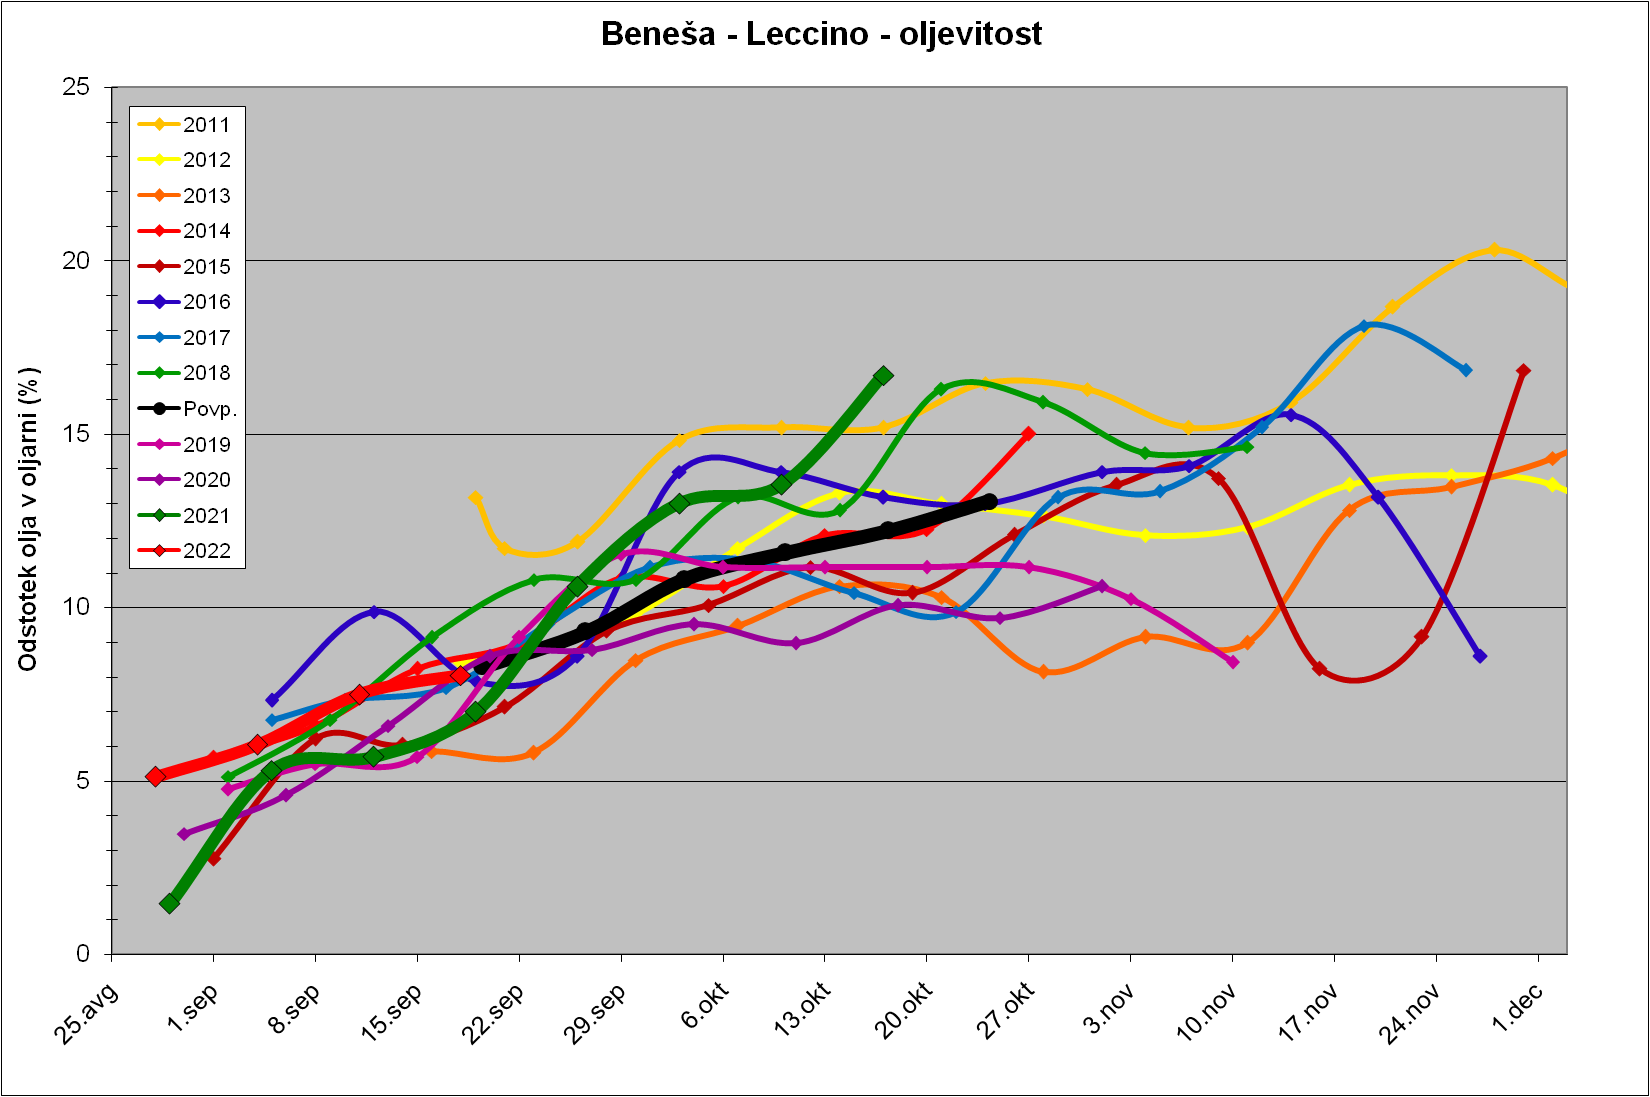 Beneša - Leccino - oljevitost
Odstotek olja v oljarni (%)
25
20
15
10
5
0
2011
2012
2013
2014
2015
2016
2017
2018
Povp.
2019
2020
2021
2022
25.avg
1.sep
8.sep
15.sep
22.sep
29.sep
6.okt
13.okt
20.okt
27.okt
3.nov
10.nov
17.nov
24.nov
1.dec